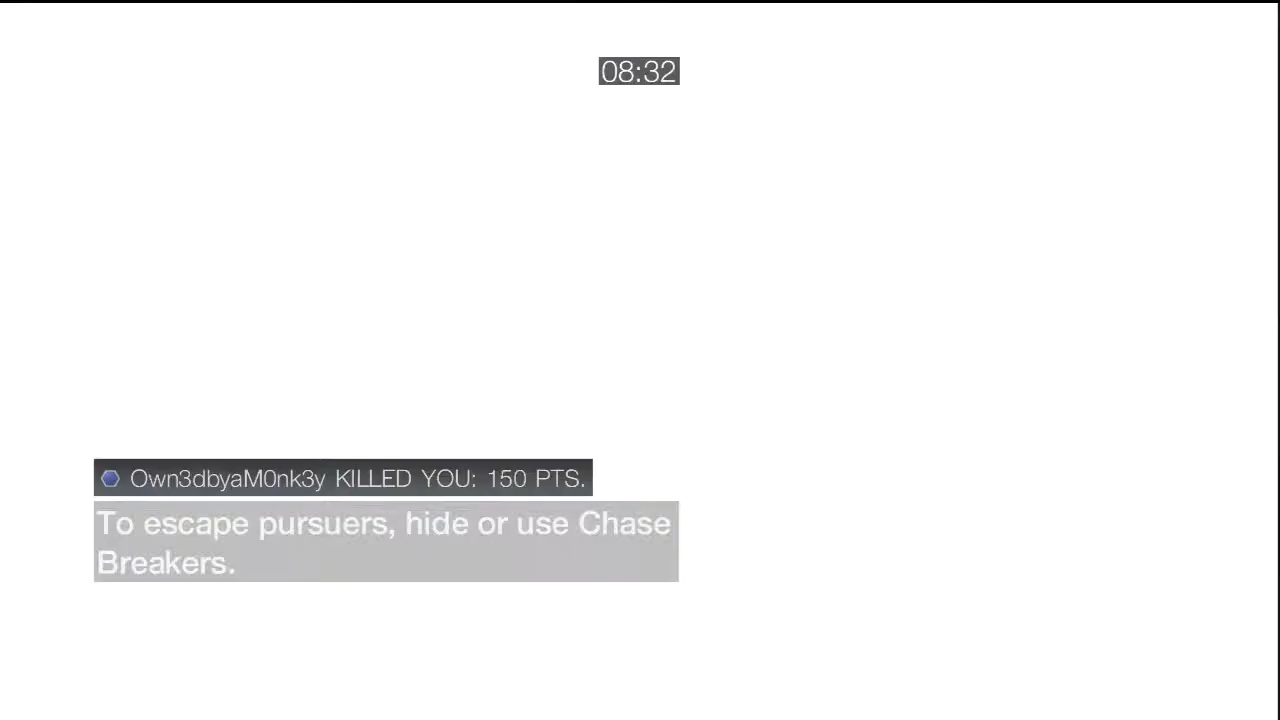 08:32
Own3dbyaM0nk3y KILLED YOU: 150 PTS.
To escape pursuers, hide or use Chase
Breakers.